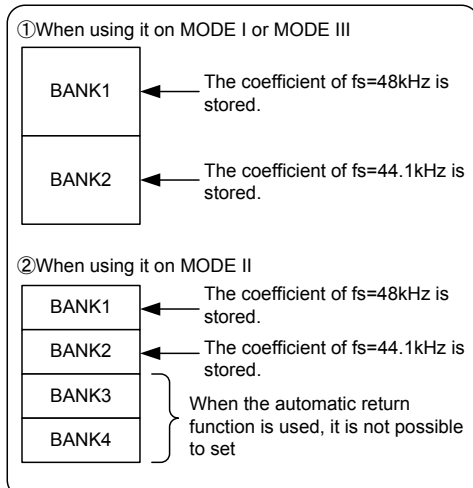 ①When using it on MODE I or MODE III
BANK1
The coefficient of fs=48kHz is
stored.
BANK2
The coefficient of fs=44.1kHz is
stored.
②When using it on MODE II
BANK1
The coefficient of fs=48kHz is
stored.
BANK2
The coefficient of fs=44.1kHz is
stored.
BANK3
BANK4
When the automatic return
function is used, it is not possible
to set